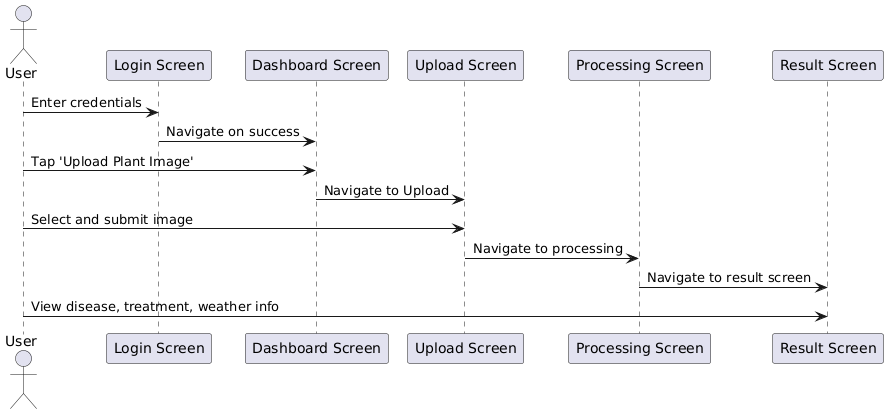 User
Login Screen
Dashboard Screen
Upload Screen
Processing Screen
Result Screen
Enter credentials
Navigate on success
Tap 'Upload Plant Image'
Navigate to Upload
Select and submit image
Navigate to processing
Navigate to result screen
View disease, treatment, weather info
User
Login Screen
Dashboard Screen
Upload Screen
Processing Screen
Result Screen